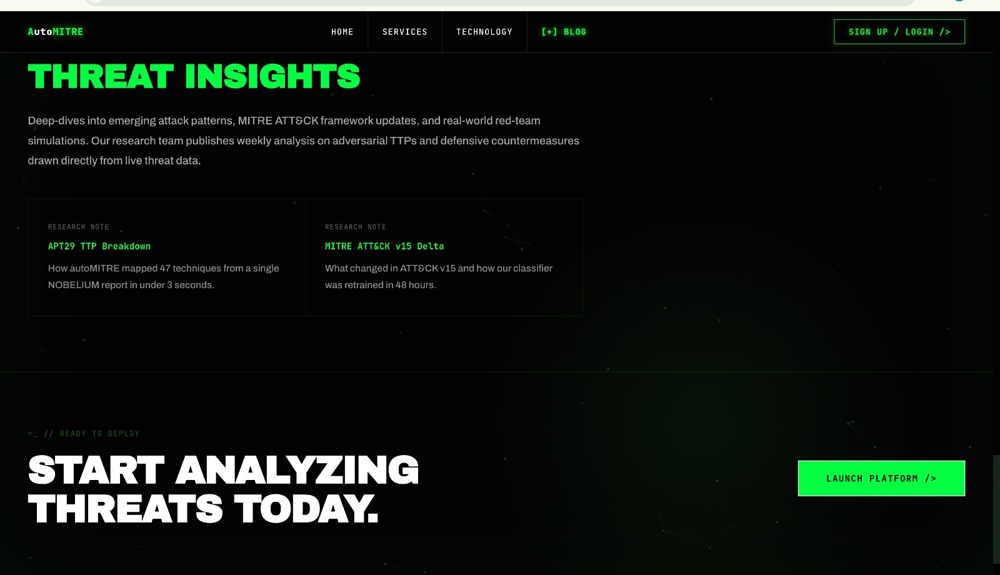 AutoMITRE
HOME
SERVICES
TECHNOLOGY
[+] BLOG
SIGN UP / LOGIN />
THREAT INSIGHTS
Deep-dives into emerging attack patterns, MITRE ATT&CK framework updates, and real-world red-team
simulations. Our research team publishes weekly analysis on adversarial TTPs and defensive countermeasures
drawn directly from live threat data.
RESEARCH NOTE
APT29 TTP Breakdown
How autoMITRE mapped 47 techniques from a single
NOBELIUM report in under 3 seconds.
RESEARCH NOTE
MITRE ATT&CK v15 Delta
What changed in ATT&CK v15 and how our classifier
was retrained in 48 hours.
>_ // READY TO DEPLOY
START ANALYZING
THREATS TODAY.
LAUNCH PLATFORM />